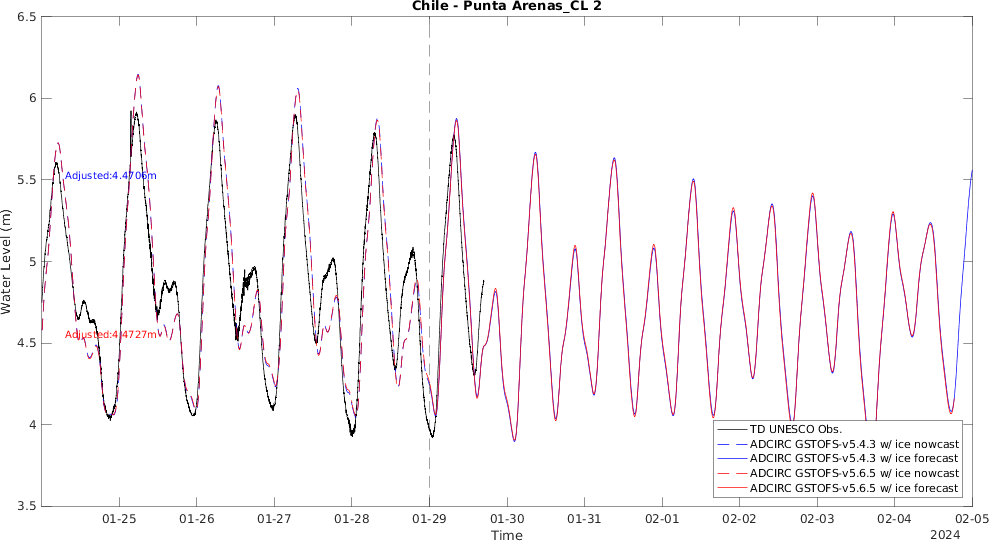 Chile - Punta Arenas_CL 2
6.5
6
5.5
5
4.5
4
3.5
Water Level (m)
Adjusted:4.4706m
Adjusted:4.4727m
TD UNESCO Obs.
ADCIRC GSTOFS-v5.4.3 w/ ice nowcast
ADCIRC GSTOFS-v5.4.3 w/ ice forecast
ADCIRC GSTOFS-v5.6.5 w/ ice nowcast
ADCIRC GSTOFS-v5.6.5 w/ ice forecast
01-25 01-26 01-27 01-28 01-29 01-30 01-31 02-01 02-02 02-03 02-04 02-05
Time
2024